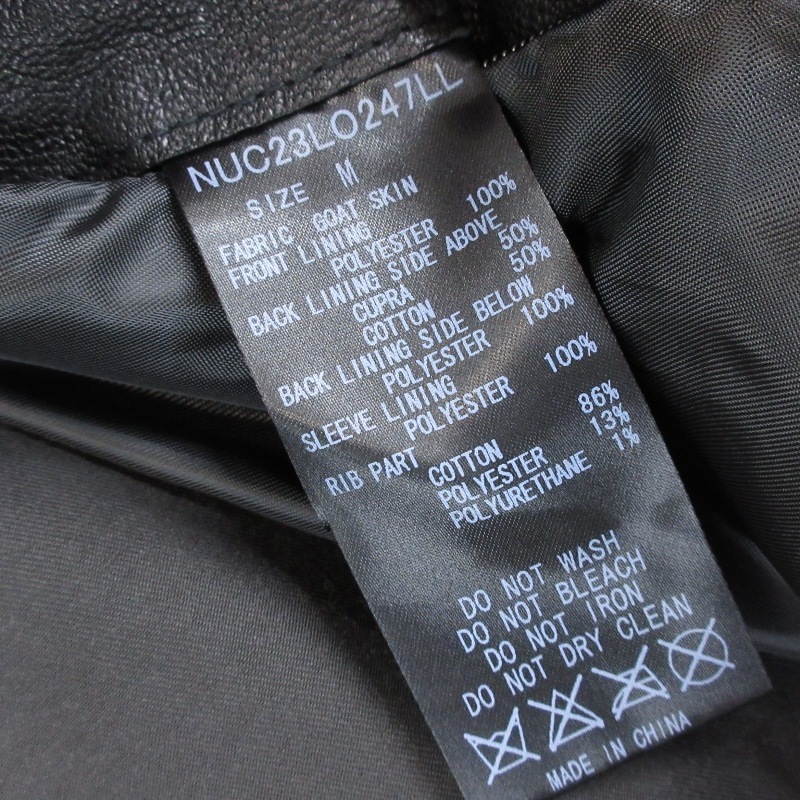 NUC23LO247LL
SIZE M
FABRIC GOAT SKIN
FRONT LINING
POLYESTER 100%
BACK LINING SIDE ABOVE
CUPRA 50%
COTTON 50%
BACK LINING SIDE BELOW
POLYESTER 100%
SLEEVE LINING
POLYESTER 100%
RIB PART
COTTON 86%
POLYESTER 13%
POLYURETHANE 1%
DO NOT WASH
DO NOT BLEACH
DO NOT IRON
DO NOT DRY CLEAN
MADE IN CHINA